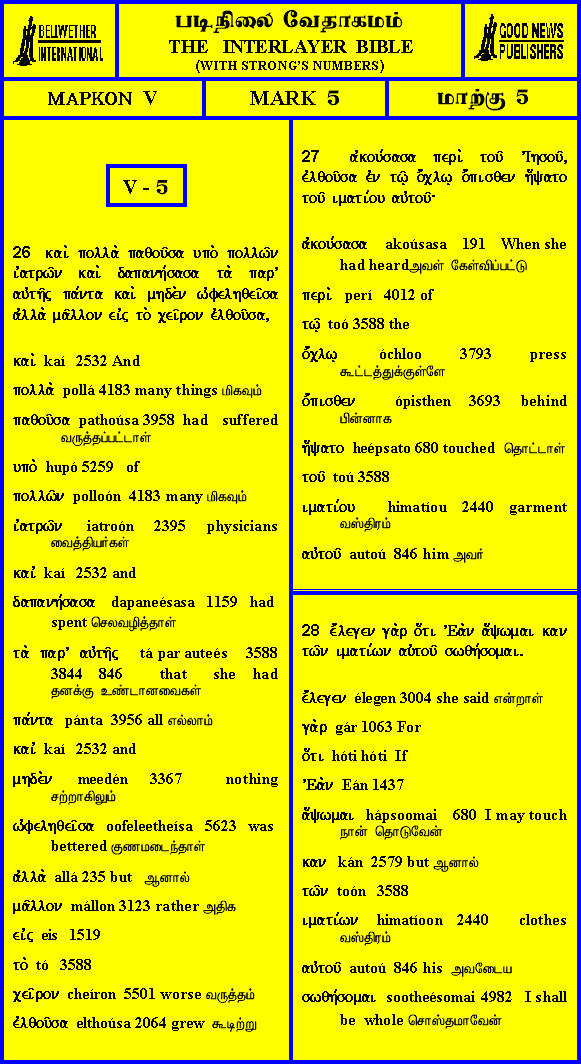 BELLWETHER
INTERNATIONAL
படிநிலை வேதாகமம்
THE INTERLAYER BIBLE
(WITH STRONG'S NUMBERS)
GOOD NEWS
PUBLISHERS
ΜΑΡΚΟΝ V
MARK 5
மாற்கு 5
V - 5
26 καὶ πολλὰ παθοῦσα υπὸ πολλῶν
ἰατρῶν καὶ δαπανήσασα τὰ παρ'
αὐτῆς πάντα καὶ μηδὲν ὠφεληθεῖσα
ἀλλὰ μᾶλλον εἰς τὸ χεῖρον ἐλθοῦσα,
καὶ kaí 2532 And
πολλὰ pollá 4183 many things மிகவும்
παθοῦσα pathoúsa 3958 had suffered
வருத்தப்பட்டாள்
υπὸ hupó 5259 of
πολλῶν polloón 4183 many மிகவும்
ἰατρῶν iatroón 2395 physicians
வைத்தியர்கள்
καἰ kaí 2532 and
δαπανήσασα dapaneésasa 1159 had
spent செலவழித்தாள்
τὰ παρ' αὐτῆς tá par auteés 3588
3844 846 that she had
தனக்கு உண்டானவைகள்
πάντα pánta 3956 all எல்லாம்
καἰ kaí 2532 and
μηδὲν meedén 3367 nothing
சற்றாகிலும்
ὠφεληθεῖσα oofeleetheísa 5623 was
bettered குணமடைந்தாள்
ἀλλὰ allá 235 but ஆனால்
μᾶλλον mállon 3123 rather அதிக
εἰς eis 1519
τὸ tó 3588
χεῖρον cheíron 5501 worse வருத்தம்
ἐλθοῦσα elthoúsa 2064 grew கூடிற்று
27 ἀκούσασα περὶ τοῦ Ἰησοῦ,
ἐλθοῦσα ἐν τῷ ὄχλῳ ὄπισθεν ἥψατο
τοῦ ιματίου αὐτοῦ·
ἀκούσασα akoúsasa 191 When she
had heardஅவள் கேள்விப்பட்டு
περὶ perí 4012 of
τῷ toó 3588 the
ὄχλῳ óchloo 3793 press
கூட்டத்துக்குள்ளே
ὄπισθεν ópisthen 3693 behind
பின்னாக
ἥψατο heépsato 680 touched தொட்டாள்
τοῦ toú 3588
ιματίου himatíou 2440 garment
வஸ்திரம்
αὐτοῦ autoú 846 him அவர்
28 ἔλεγεν γὰρ ὅτι Ἐὰν ἅψωμαι καν
τῶν ιματίων αὐτοῦ σωθήσομαι.
ἔλεγεν élegen 3004 she said என்றாள்
γὰρ gár 1063 For
ὅτι hóti hóti If
Ἐὰν Eán 1437
ἅψωμαι hápsoomai 680 I may touch
நான் தொடுவேன்
καν kán 2579 but ஆனால்
τῶν toón 3588
ιματίων himatíoon 2440 clothes
வஸ்திரம்
αὐτοῦ autoú 846 his அவடைய
σωθήσομαι sootheésomai 4982 I shall
be whole சொஸ்தமாவேன்